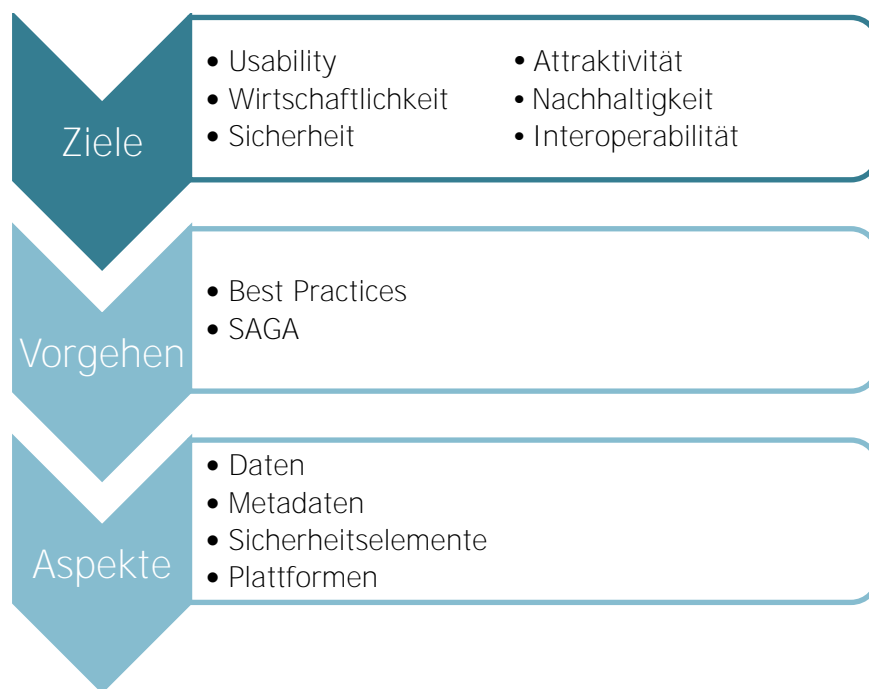 Ziele
• Usability
• Wirtschaftlichkeit
• Sicherheit
• Attraktivität
• Nachhaltigkeit
• Interoperabilität
Vorgehen
• Best Practices
• SAGA
Aspekte
• Daten
• Metadaten
• Sicherheitselemente
• Plattformen